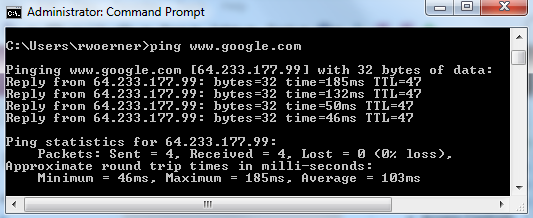 Administrator: Command Prompt
C:\Users\rwoerner>ping www.google.com
Pinging www.google.com [64.233.177.99] with 32 bytes of data:
Reply from 64.233.177.99: bytes=32 time=185ms TTL=47
Reply from 64.233.177.99: bytes=32 time=132ms TTL=47
Reply from 64.233.177.99: bytes=32 time=50ms TTL=47
Reply from 64.233.177.99: bytes=32 time=46ms TTL=47
Ping statistics for 64.233.177.99:
Packets: Sent = 4, Received = 4, Lost = 0 (0% loss),
Approximate round trip times in milli-seconds:
Minimum = 46ms, Maximum = 185ms, Average = 103ms